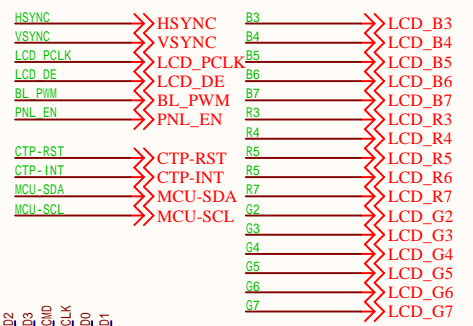 HSYNC HSYNC
VSYNC VSYNC
LCD_PCLK LCD_PCLK
LCD_DE LCD_DE
BL_PWM BL_PWM
PNL_EN PNL_EN
CTP-RST CTP-RST
CTP-INT CTP-INT
MCU-SDA MCU-SDA
MCU-SCL MCU-SCL
B3 LCD_B3
B4 LCD_B4
B5 LCD_B5
B6 LCD_B6
B7 LCD_B7
R3 LCD_R3
R4 LCD_R4
R5 LCD_R5
R5 LCD_R6
R7 LCD_R7
G2 LCD_G2
G3 LCD_G3
G4 LCD_G4
G5 LCD_G5
G6 LCD_G6
G7 LCD_G7
D2
D3
CMD
CLK
D0
D1